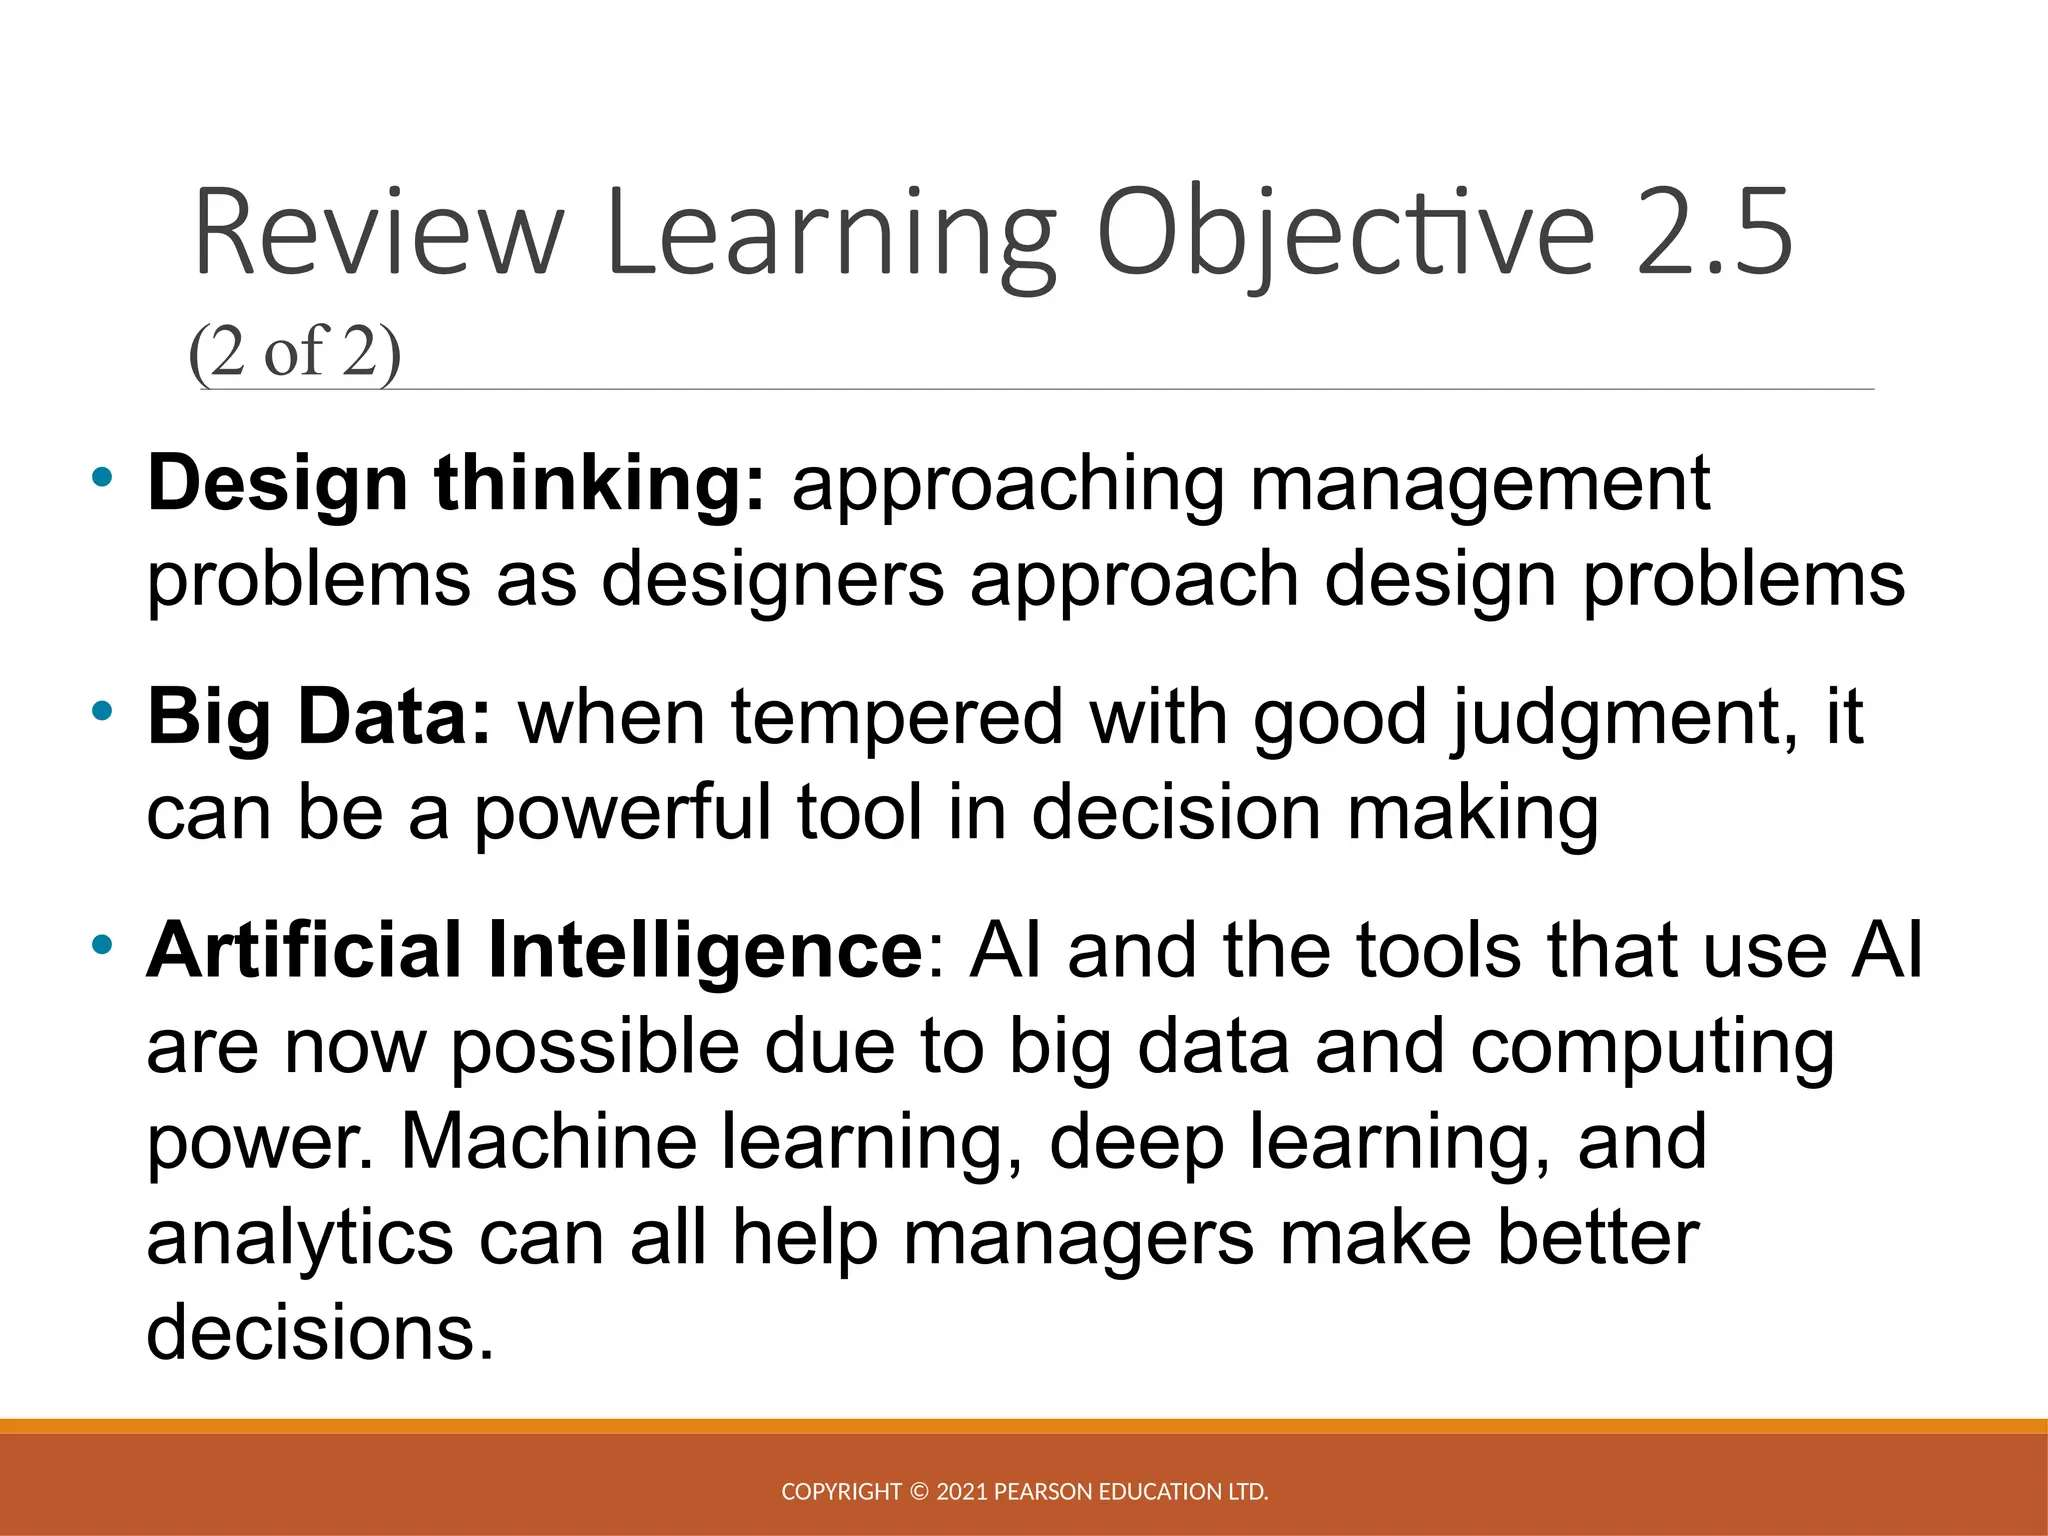 Review Learning Objective 2.5
(2 of 2)
• Design thinking: approaching management
problems as designers approach design problems
• Big Data: when tempered with good judgment, it
can be a powerful tool in decision making
• Artificial Intelligence: AI and the tools that use AI
are now possible due to big data and computing
power. Machine learning, deep learning, and
analytics can all help managers make better
decisions.
COPYRIGHT © 2021 PEARSON EDUCATION LTD.